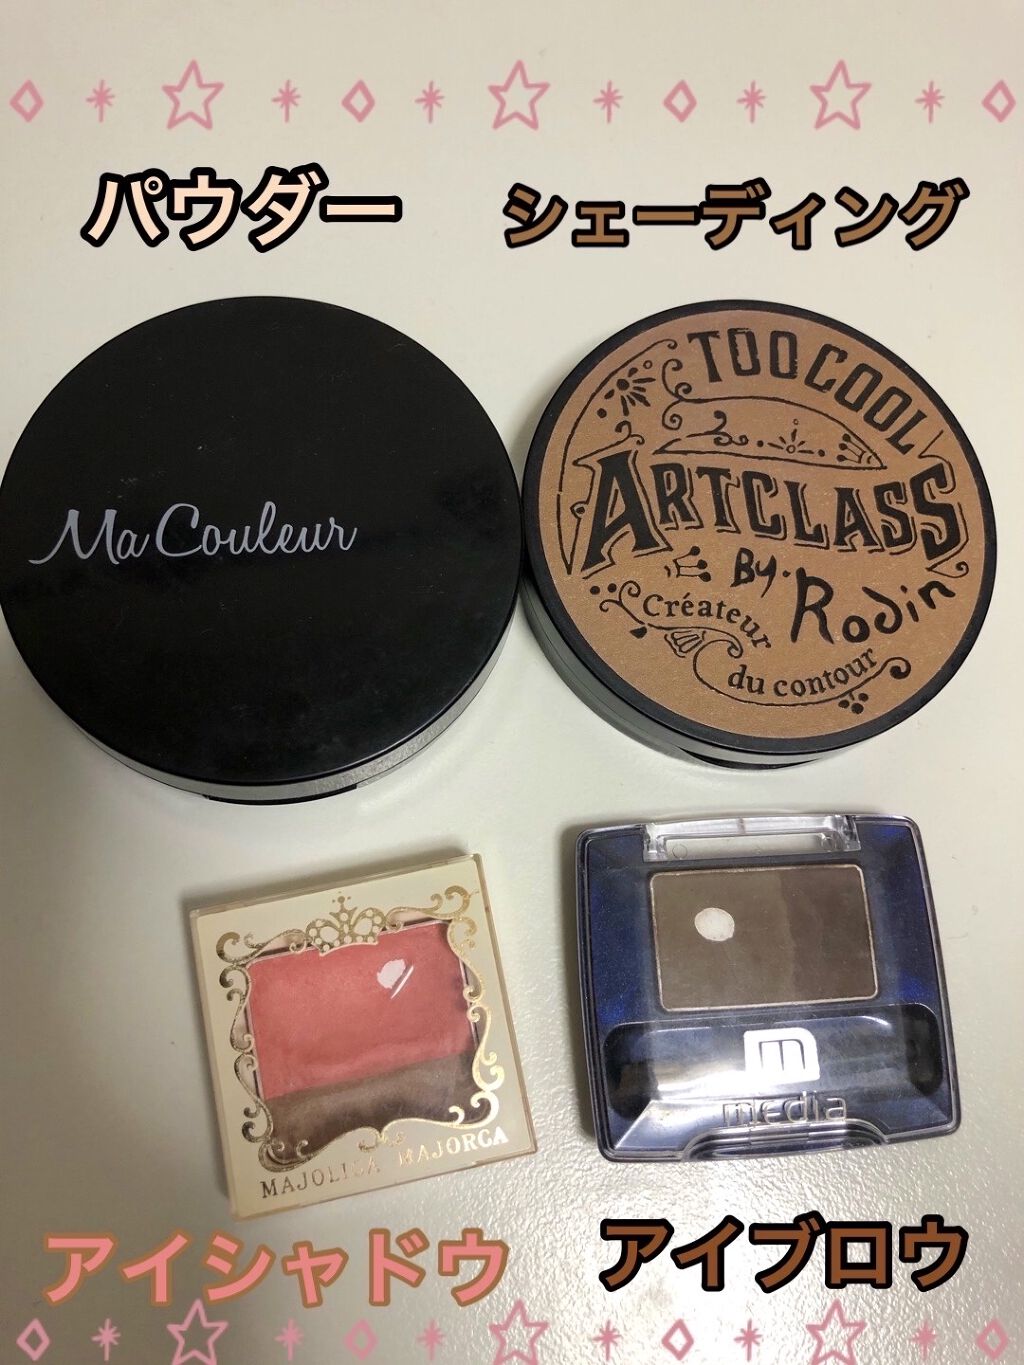 パウダー
シェーディング
Ma Couleur
TOO COOL
ARTCLASS
By. Rodin
Créateur
du contour
MAJOLICA MAJORCA
m
media
アイシャドウ
アイブロウ